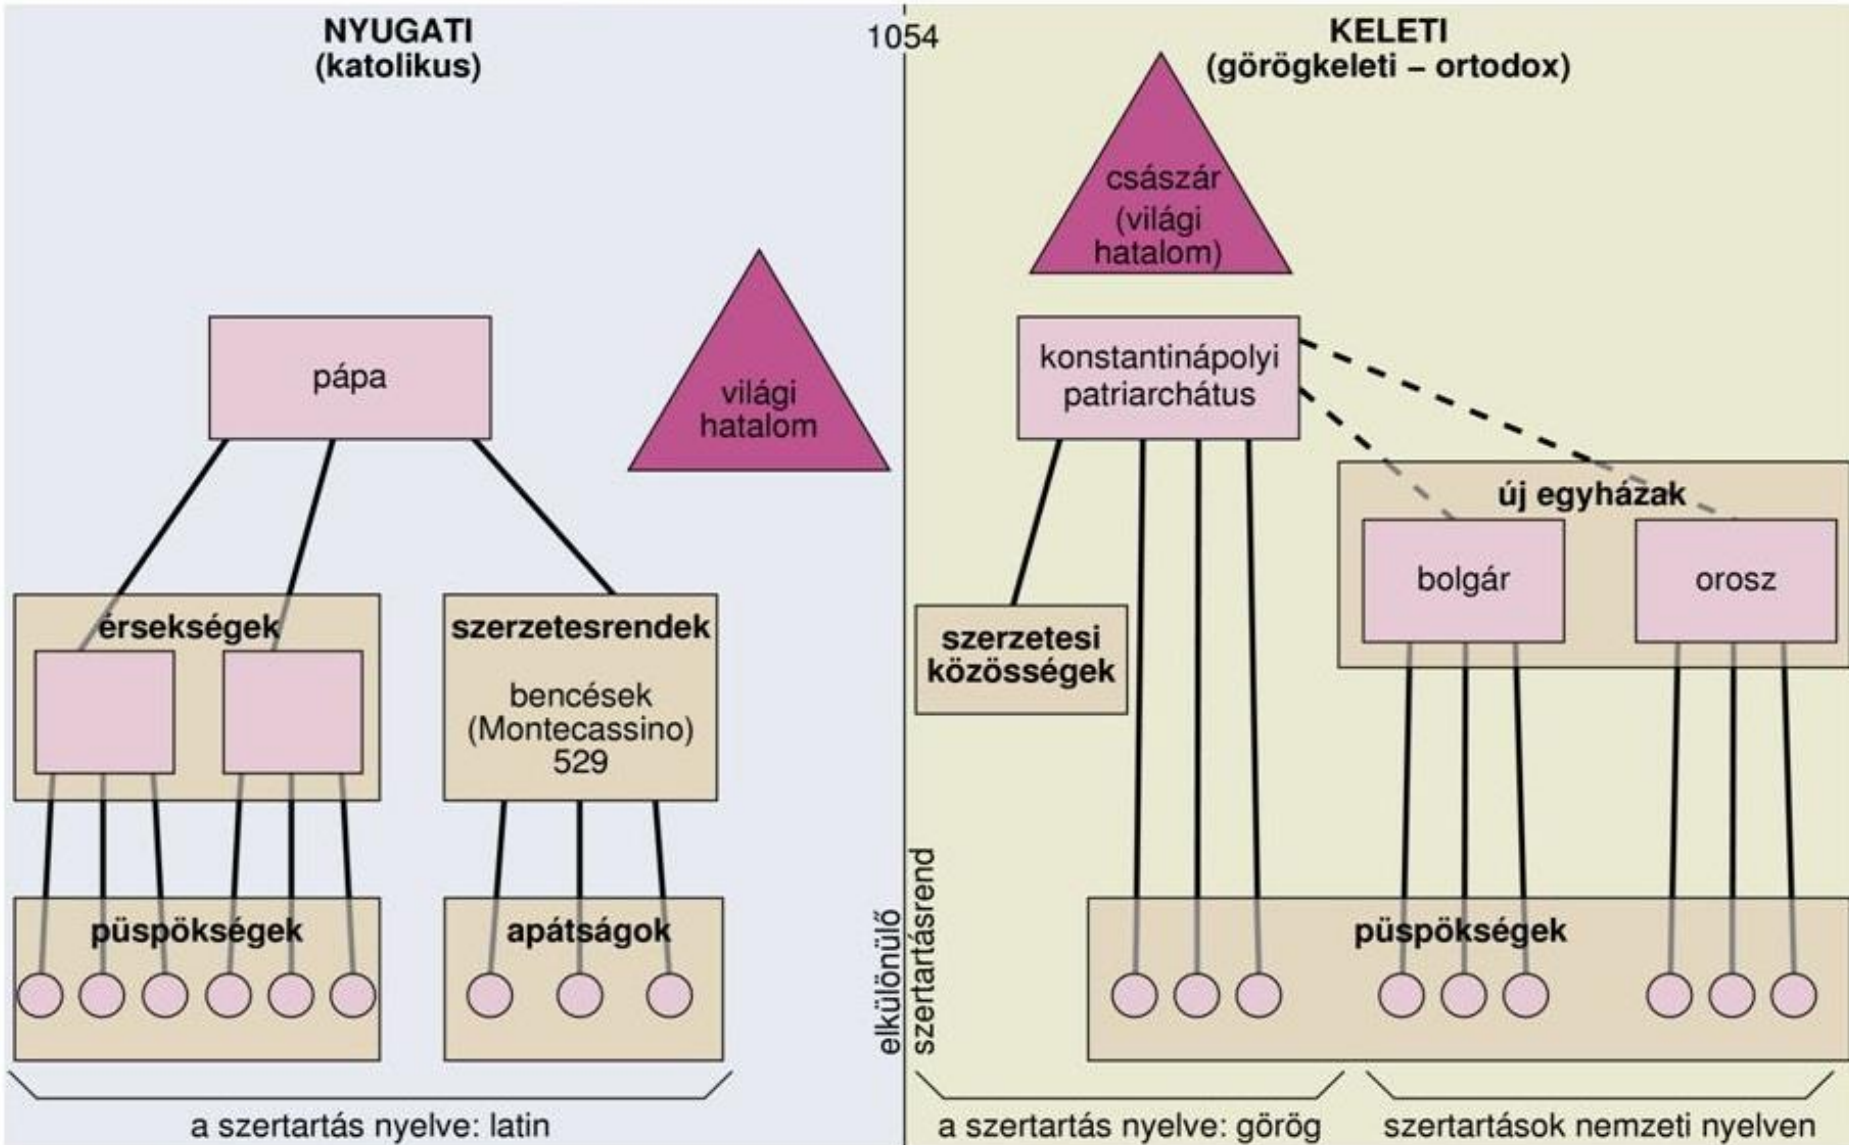 NYUGATI
(katolikus)
1054
KELETI
(görögkeleti – ortodox)
császár
(világi
hatalom)
pápa
világi
hatalom
konstantinápolyi
patriarchátus
új egyházak
bolgár
orosz
érsekségek
szerzetesrendek
bencések
(Montecassino)
529
szerzetesi
közösségek
püspökségek
apátságok
elkülönülő
szertartásrend
püspökségek
a szertartás nyelve: latin
a szertartás nyelve: görög
szertartások nemzeti nyelven